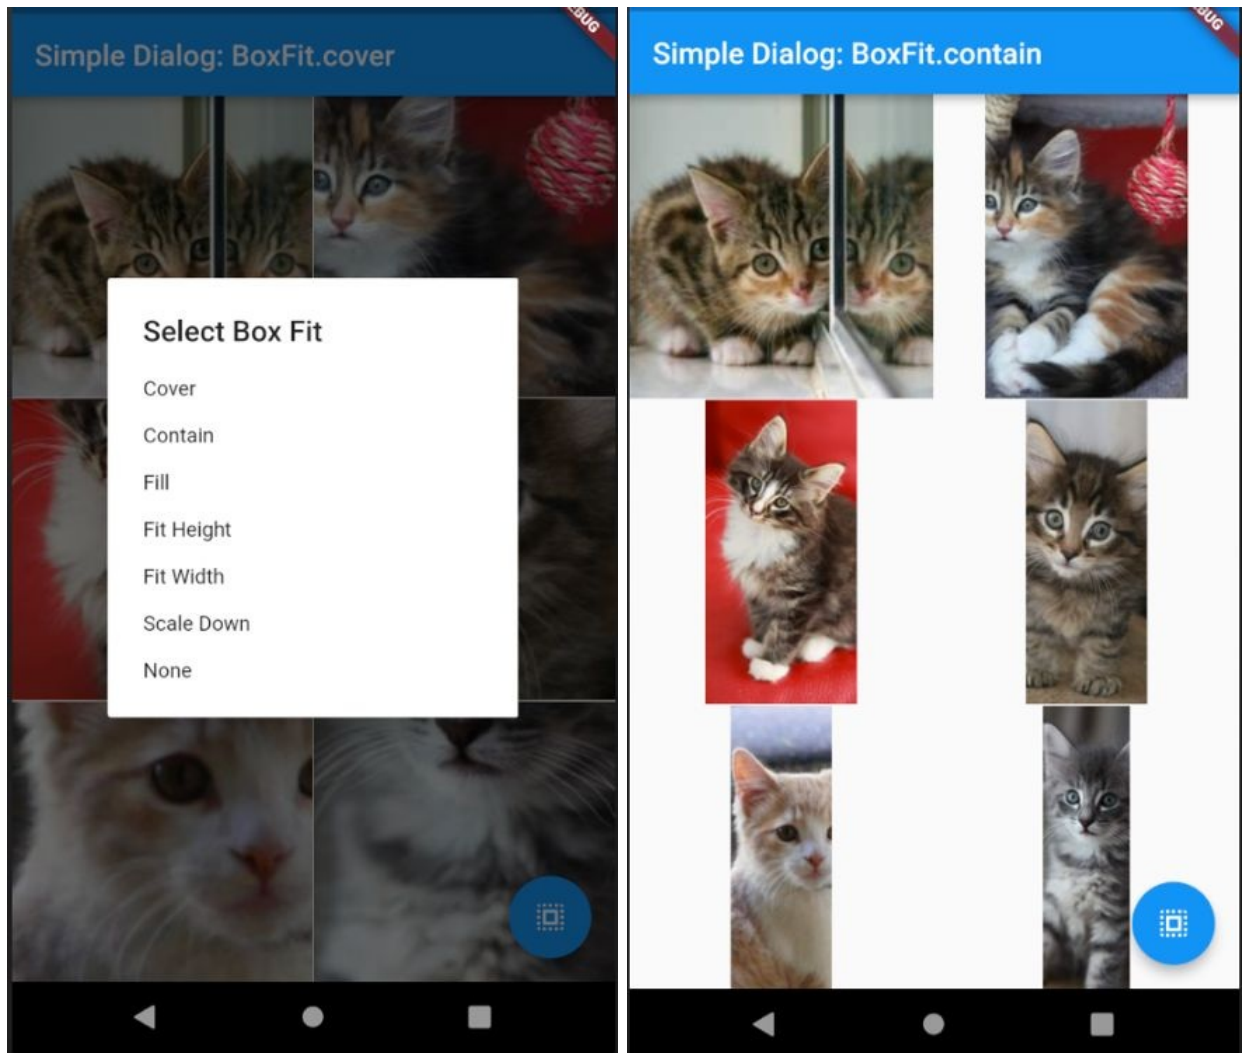 Simple Dialog: BoxFit.cover
Select Box Fit
Cover
Contain
Fill
Fit Height
Fit Width
Scale Down
None
Simple Dialog: BoxFit.contain